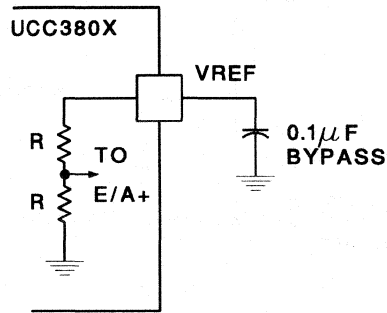 UCC380X
VREF
R
TO
0.1μF
BYPASS
R
E/A+